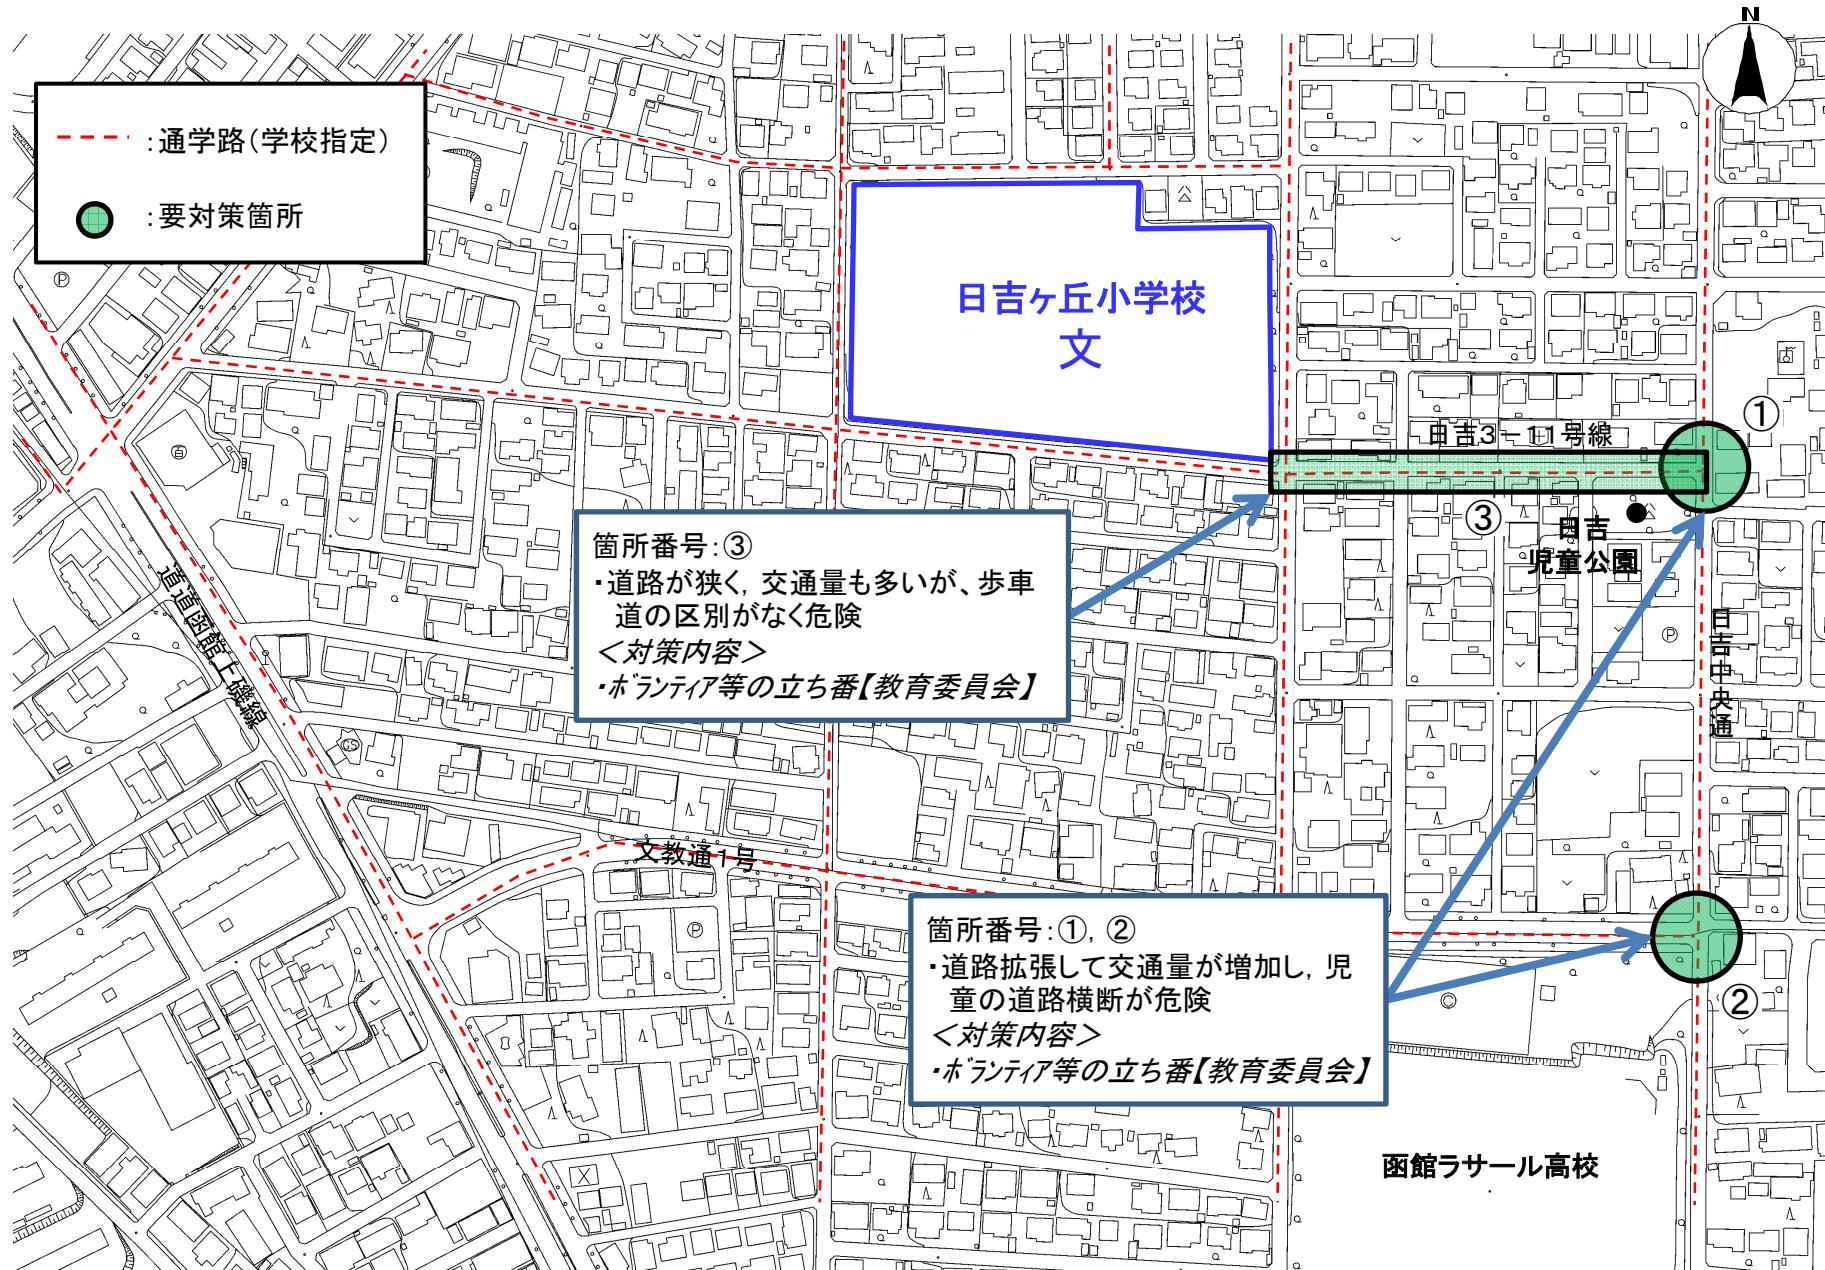 N
:通学路(学校指定)
:要対策箇所
日吉ヶ丘小学校
文
①
日吉3－11号線
③
日吉
児童公園
箇所番号:③
・道路が狭く，交通量も多いが、歩車
道の区別がなく危険
＜対策内容＞
・ボランティア等の立ち番【教育委員会】
道道函館上磯線
日吉中央通
文教通1号
箇所番号:①，②
・道路拡張して交通量が増加し，児
童の道路横断が危険
＜対策内容＞
・ボランティア等の立ち番【教育委員会】
②
函館ラサール高校
P
P
P
GS
C